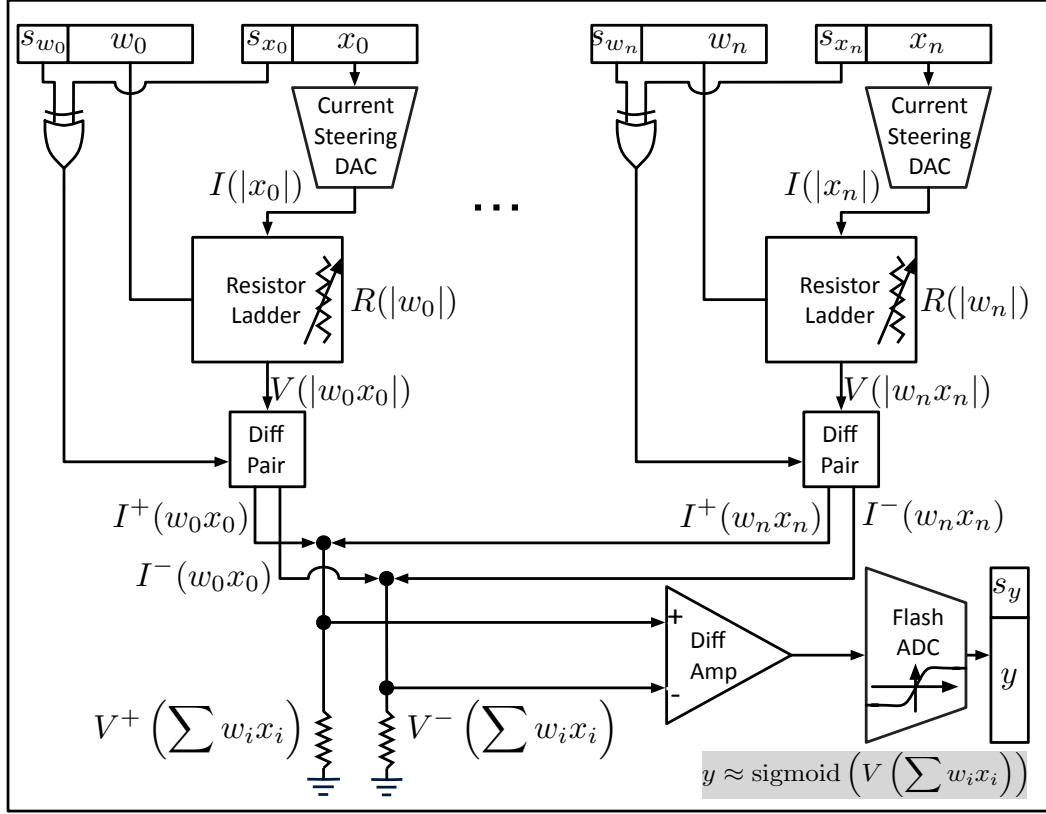 s_{w_0} w_0 s_{x_0} x_0 s_{w_n} w_n s_{x_n} x_n
Current
Steering
DAC
Current
Steering
DAC
I(|x_0|)
...
I(|x_n|)
Resistor
Ladder
R(|w_0|)
Resistor
Ladder
R(|w_n|)
V(|w_0x_0|)
V(|w_nx_n|)
Diff
Pair
Diff
Pair
I^+(w_0x_0)
I^+(w_nx_n)
I^-(w_nx_n)
I^-(w_0x_0)
+
Diff
Amp
-
Flash
ADC
s_y
y
V^+(∑ w_ix_i)
V^-(∑ w_ix_i)
y ≈ sigmoid(V(∑ w_ix_i))